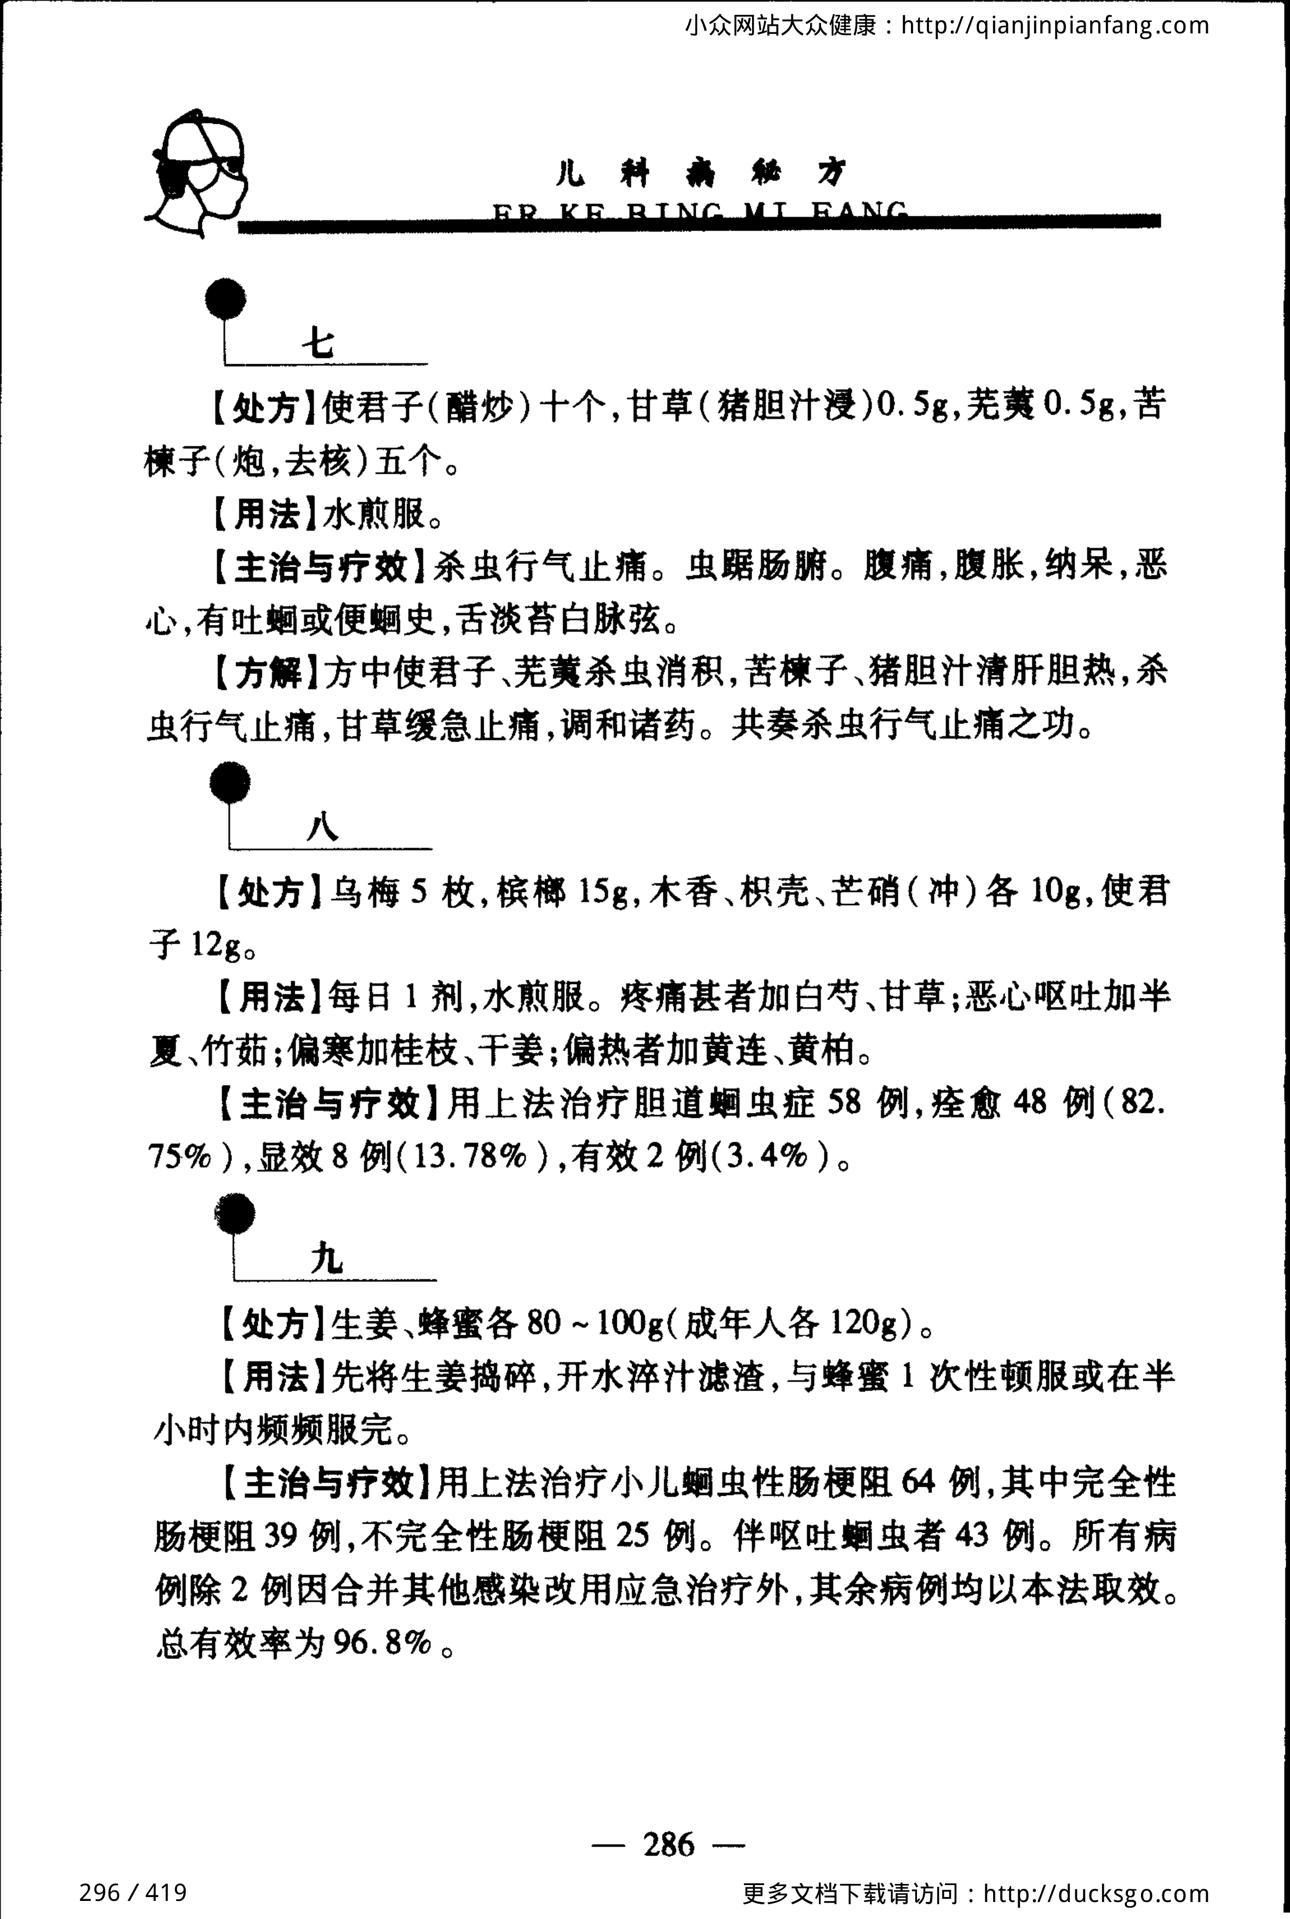 小众网站大众健康：http://qianjinpianfang.com
儿科病秘方
ER KE BING MI FANG
七
【处方】使君子(醋炒)十个,甘草(猪胆汁浸)0.5g,芜荑0.5g,苦
楝子(炮,去核)五个。
【用法】水煎服。
【主治与疗效】杀虫行气止痛。虫踞肠腑。腹痛,腹胀,纳呆,恶
心,有吐蛔或便蛔史,舌淡苔白脉弦。
【方解】方中使君子、芜荑杀虫消积,苦楝子、猪胆汁清肝胆热,杀
虫行气止痛,甘草缓急止痛,调和诸药。共奏杀虫行气止痛之功。
八
【处方】乌梅5枚,槟榔15g,木香、枳壳、芒硝(冲)各10g,使君
子12g。
【用法】每日1剂,水煎服。疼痛甚者加白芍、甘草;恶心呕吐加半
夏、竹茹;偏寒加桂枝、干姜;偏热者加黄连、黄柏。
【主治与疗效】用上法治疗胆道蛔虫症58例,痊愈48例(82.
75%),显效8例(13.78%),有效2例(3.4%)。
九
【处方】生姜、蜂蜜各80~100g(成年人各120g)。
【用法】先将生姜捣碎,开水淬汁滤渣,与蜂蜜1次性顿服或在半
小时内频频服完。
【主治与疗效】用上法治疗小儿蛔虫性肠梗阻64例,其中完全性
肠梗阻39例,不完全性肠梗阻25例。伴呕吐蛔虫者43例。所有病
例除2例因合并其他感染改用应急治疗外,其余病例均以本法取效。
总有效率为96.8%。
— 286 —
296 / 419
更多文档下载请访问：http://ducksgo.com